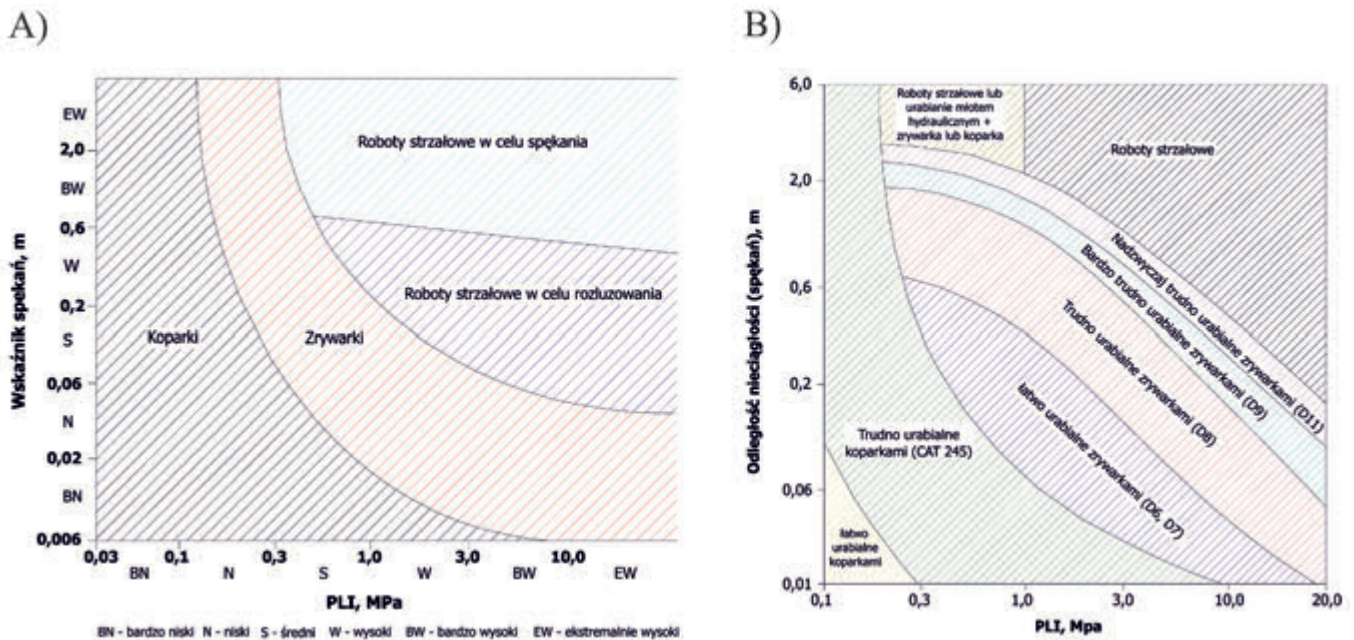 A)
Wskaźnik spękań, m
EW
2,0
BW
0,6
W
0,2
S
0,06
N
0,02
BN
0,006
Roboty strzałowe w celu spękania
Roboty strzałowe w celu rozluzowania
Koparki
Zrywarki
0,03 0,1 0,3 1,0 3,0 10,0
BN N S W BW EW
PLI, MPa
BN - bardzo niski N - niski S - średni W - wysoki BW - bardzo wysoki EW - ekstremalnie wysoki
B)
Odległość nieciągłości (spękań), m
6,0
2,0
0,6
0,2
0,06
0,01
Roboty strzałowe lub
urabianie młotem
hydraulicznym +
zrywarka lub koparka
Roboty strzałowe
Nadzwyczaj trudno urabialne zrywarkami (D11)
Bardzo trudno urabialne zrywarkami (D9)
Trudno urabialne zrywarkami (D8)
łatwo urabialne zrywarkami (D6, D7)
Trudno urabialne
koparkami (CAT 245)
łatwo
urabialne
koparkami
0,1 0,3 1,0 3,0 10,0 20,0
PLI, Mpa